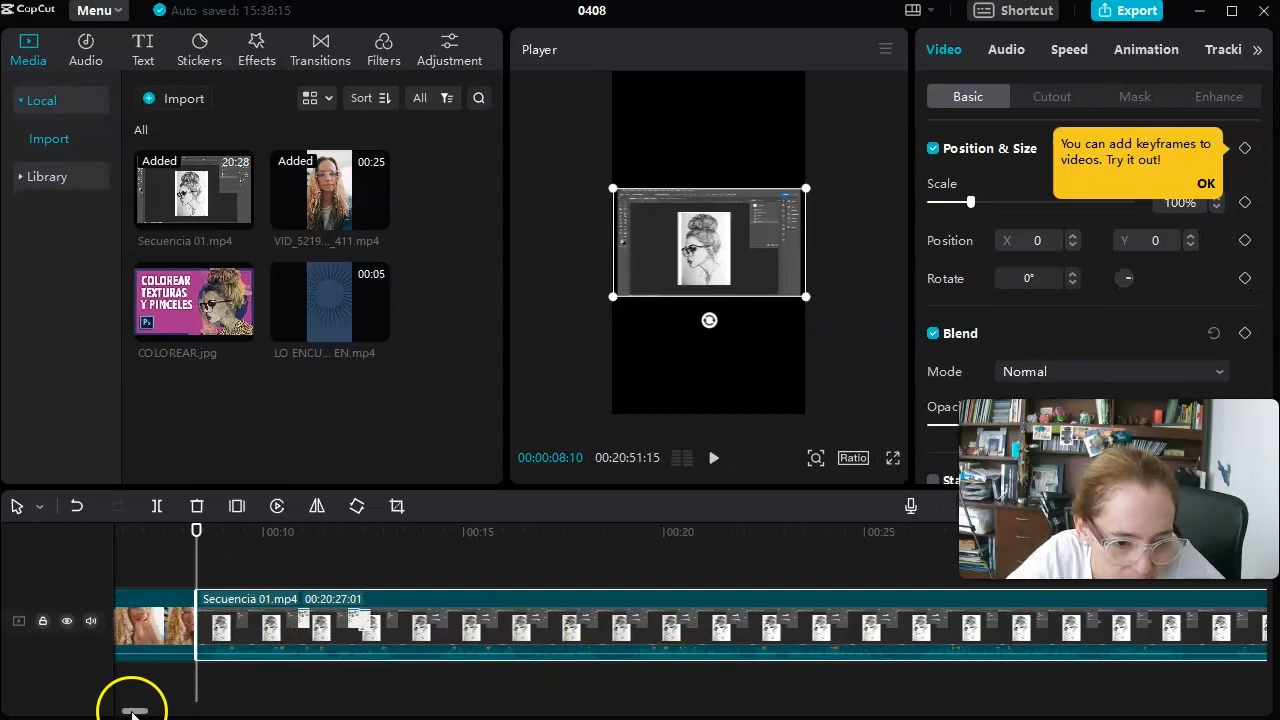 CapCut
Menu
Auto saved: 15:38:15
0408
Shortcut
Export
Media
Audio
Text
Stickers
Effects
Transitions
Filters
Adjustment
Local
Import
Library
Import
Sort
All
All
Added
20:28
Secuencia 01.mp4
Added
00:25
VID_5219..._411.mp4
COLOREAR
TEXTURAS
Y PINCELES
Ps
COLOREAR.jpg
00:05
LO ENCU... EN.mp4
Player
00:00:08:10
00:20:51:15
Ratio
Video
Audio
Speed
Animation
Tracki
Basic
Cutout
Mask
Enhance
Position & Size
You can add keyframes to
videos. Try it out!
OK
Scale
100%
Position
X 0
Y 0
Rotate
0°
Blend
Mode
Normal
Opac
Sta
00:10
00:15
00:20
00:25
Secuencia 01.mp4 00:20:27:01